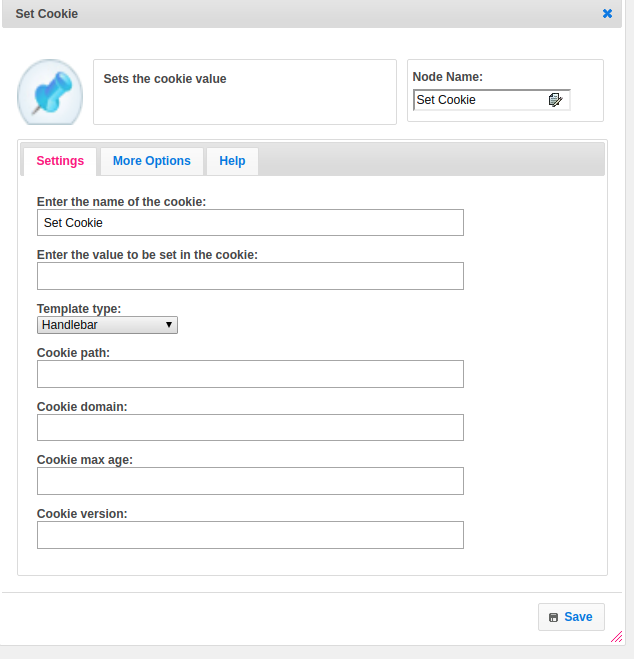 Set Cookie
Sets the cookie value
Node Name:
Set Cookie
Settings
More Options
Help
Enter the name of the cookie:
Set Cookie
Enter the value to be set in the cookie:
Template type:
Handlebar
Cookie path:
Cookie domain:
Cookie max age:
Cookie version:
Save